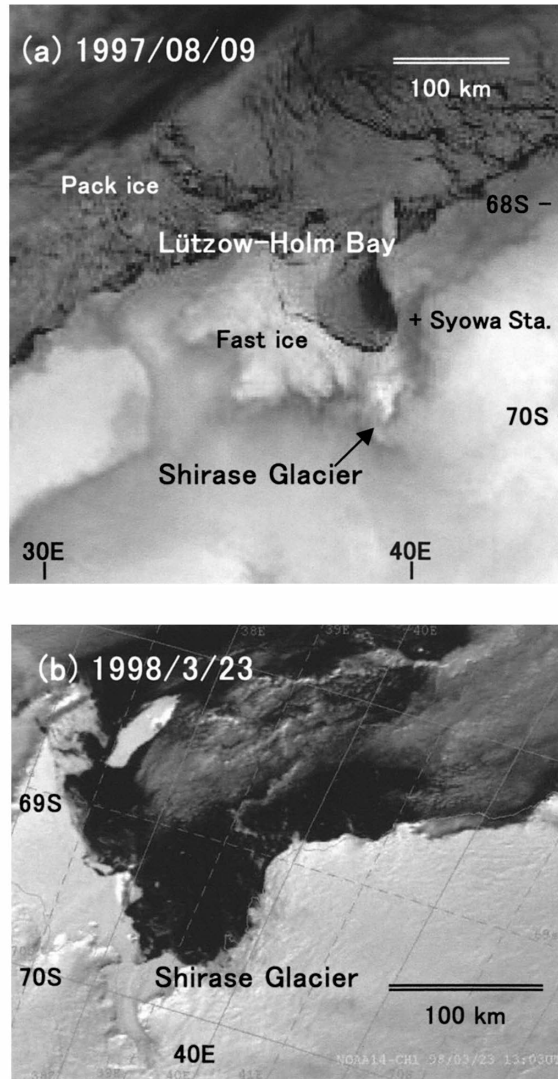 (a) 1997/08/09
100 km
Pack ice
68S
Lützow-Holm Bay
+ Syowa Sta.
Fast ice
70S
Shirase Glacier
30E
40E
(b) 1998/3/23
38E
39E
40E
69S
70S
Shirase Glacier
100 km
40E
NOAA14-CH1 98/03/23 13:03U